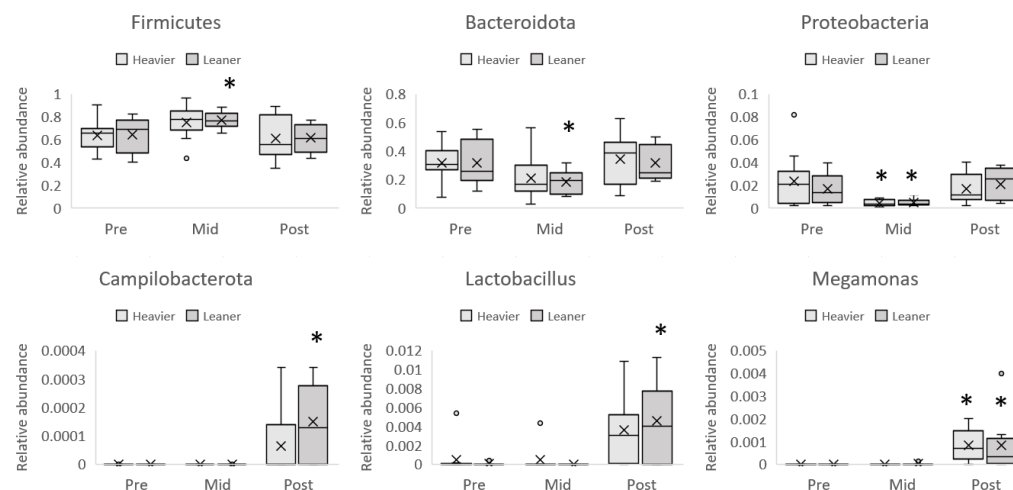 Firmicutes
Heavier Leaner
*
Relative abundance
1
0.8
0.6
0.4
0.2
0
Pre Mid Post
Bacteroidota
Heavier Leaner
*
Relative abundance
0.8
0.6
0.4
0.2
0
Pre Mid Post
Proteobacteria
Heavier Leaner
* *
Relative abundance
0.1
0.08
0.06
0.04
0.02
0
Pre Mid Post
Campilobacterota
Heavier Leaner
*
Relative abundance
0.0004
0.0003
0.0002
0.0001
0
Pre Mid Post
Lactobacillus
Heavier Leaner
*
Relative abundance
0.012
0.01
0.008
0.006
0.004
0.002
0
Pre Mid Post
Megamonas
Heavier Leaner
* *
Relative abundance
0.005
0.004
0.003
0.002
0.001
0
Pre Mid Post